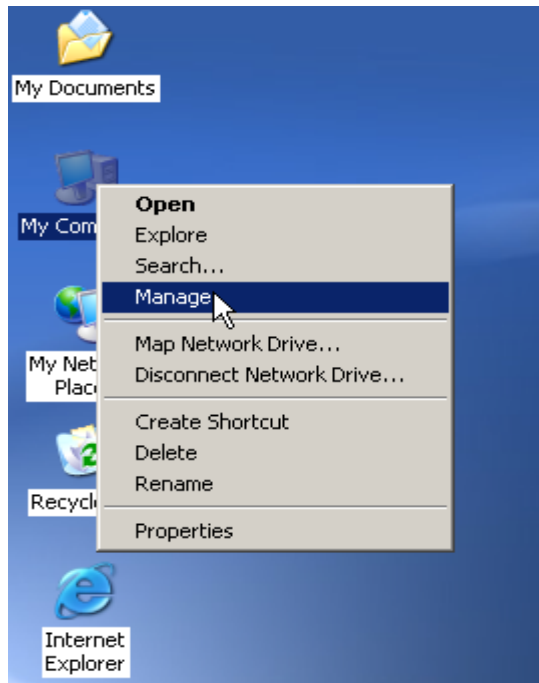 My Documents
My Com
Open
Explore
Search...
Manage
My Net
Plac
Map Network Drive...
Disconnect Network Drive...
Create Shortcut
Delete
Rename
Recycl
Properties
Internet
Explorer